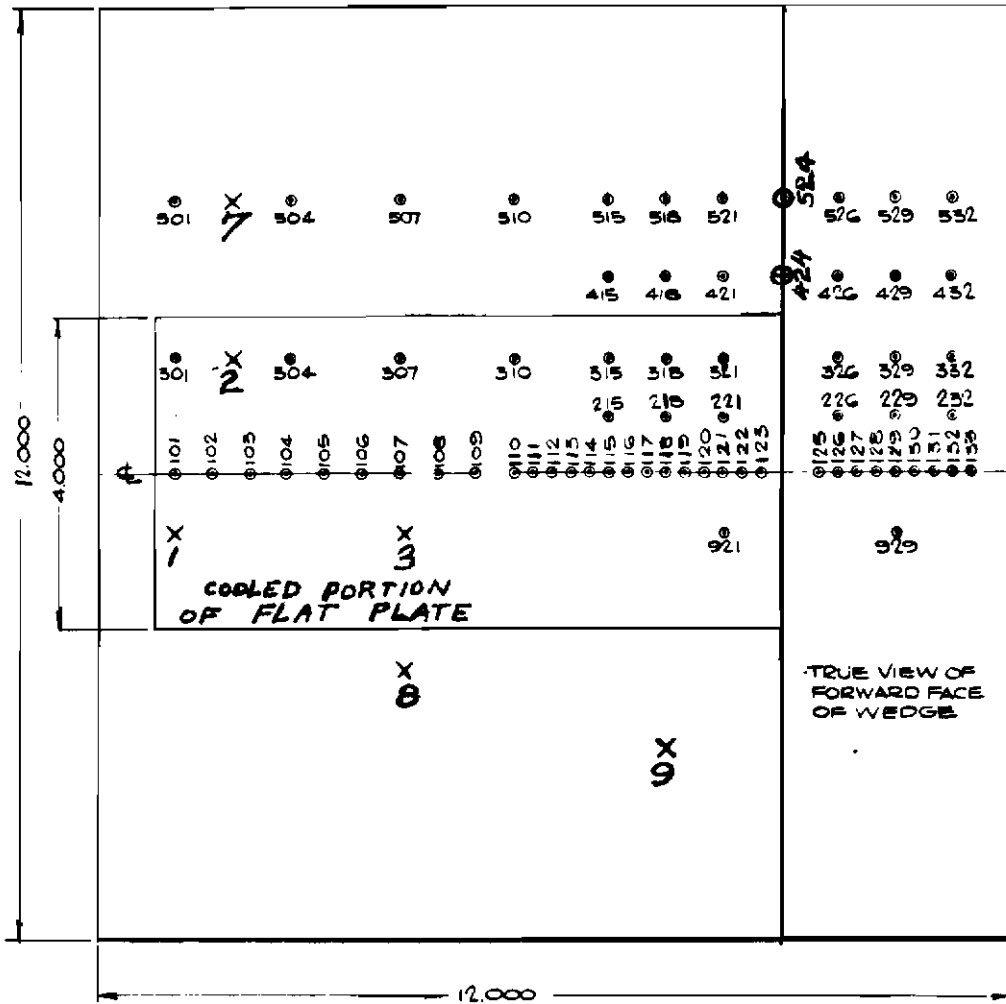 524
501 7 504 507 510 515 518 521 526 529 532
424
415 418 421 426 429 432
12.000
4.000
301 2 304 307 310 315 318 321 326 329 332
215 218 221 226 229 232
A 101 102 103 104 105 106 107 108 109 110 111 112 113 114 115 116 117 118 119 120 121 122 123 125 126 127 128 129 130 131 132 133
1 3 921 929
COOLED PORTION
OF FLAT PLATE
8
TRUE VIEW OF
FORWARD FACE
OF WEDGE
9
12.000